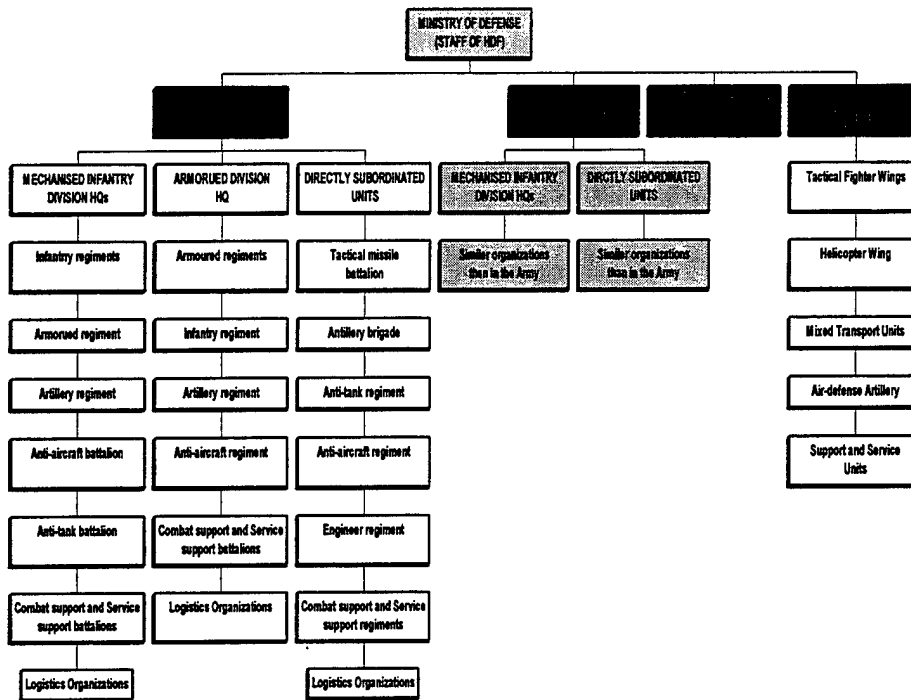 MINISTRY OF DEFENSE
(STAFF OF HDF)
MECHANISED INFANTRY
DIVISION HQs
ARMORUED DIVISION
HQ
DIRECTLY SUBORDINATED
UNITS
MECHANISED INFANTRY
DIVISION HQs
DIRCTLY SUBORDINATED
UNITS
Tactical Fighter Wings
Infantry regiments
Armoured regiments
Tactical missile
battalion
Similar organizations
then in the Army
Similar organizations
than in the Army
Helicopter Wing
Armorued regiment
Infantry regiment
Antillery brigade
Mixed Transport Units
Artillery regiment
Artillery regiment
Anti-tank regiment
Air-defense Artillery
Anti-aircraft battalion
Anti-aircraft regiment
Anti-aircraft regiment
Support and Service
Units
Anti-tank battalion
Combat support and Service
support battalions
Engineer regiment
Combat support and Service
support battalions
Logistics Organizations
Combat support and Service
support regiments
Logistics Organizations
Logistics Organizations